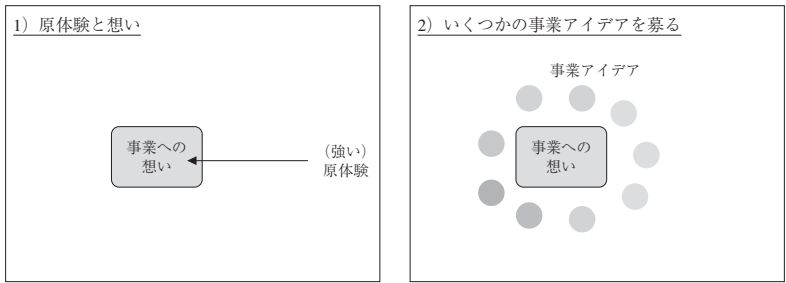 1）原体験と想い
事業への
想い
（強い）
原体験
2）いくつかの事業アイデアを募る
事業アイデア
事業への
想い